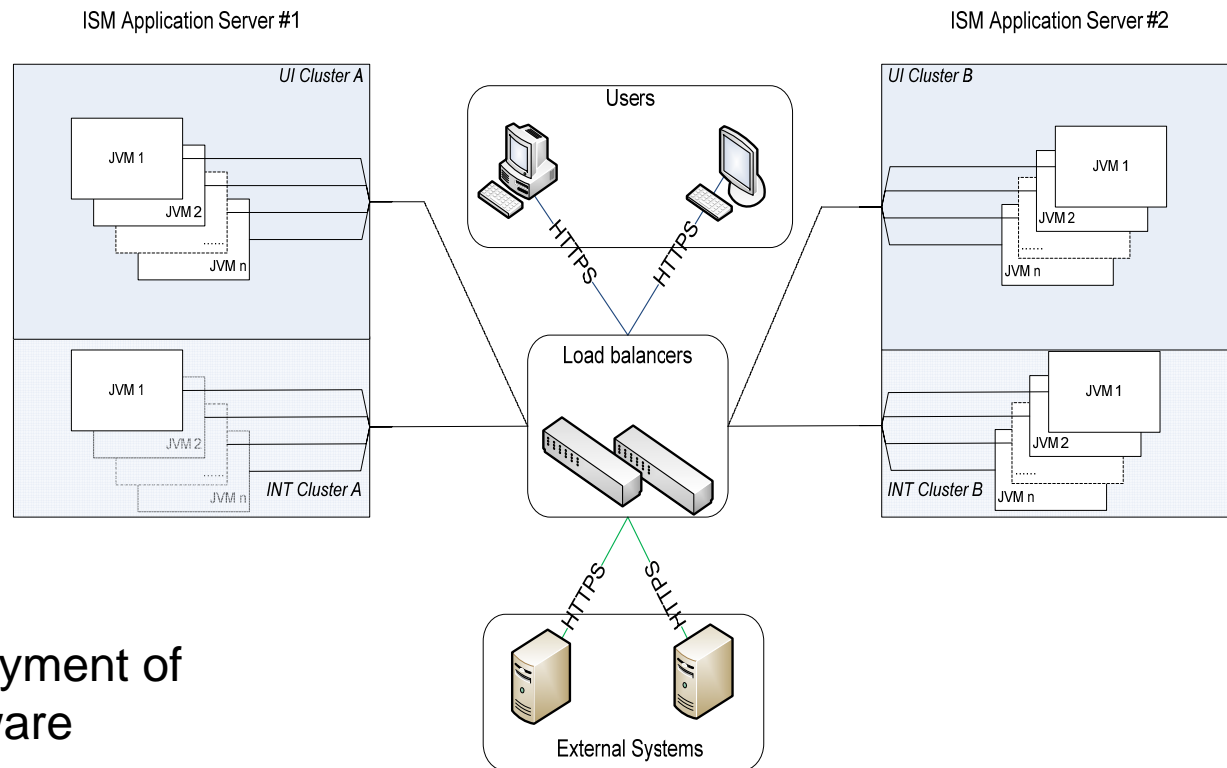 ISM Application Server #1
ISM Application Server #2
UI Cluster A
JVM 1
JVM 2
......
JVM n
JVM 1
JVM 2
......
JVM n
INT Cluster A
Users
HTTPS
HTTPS
Load balancers
HTTPS
HTTPS
External Systems
UI Cluster B
JVM 1
JVM 2
......
JVM n
JVM 1
JVM 2
......
JVM n
INT Cluster B
yment of
are